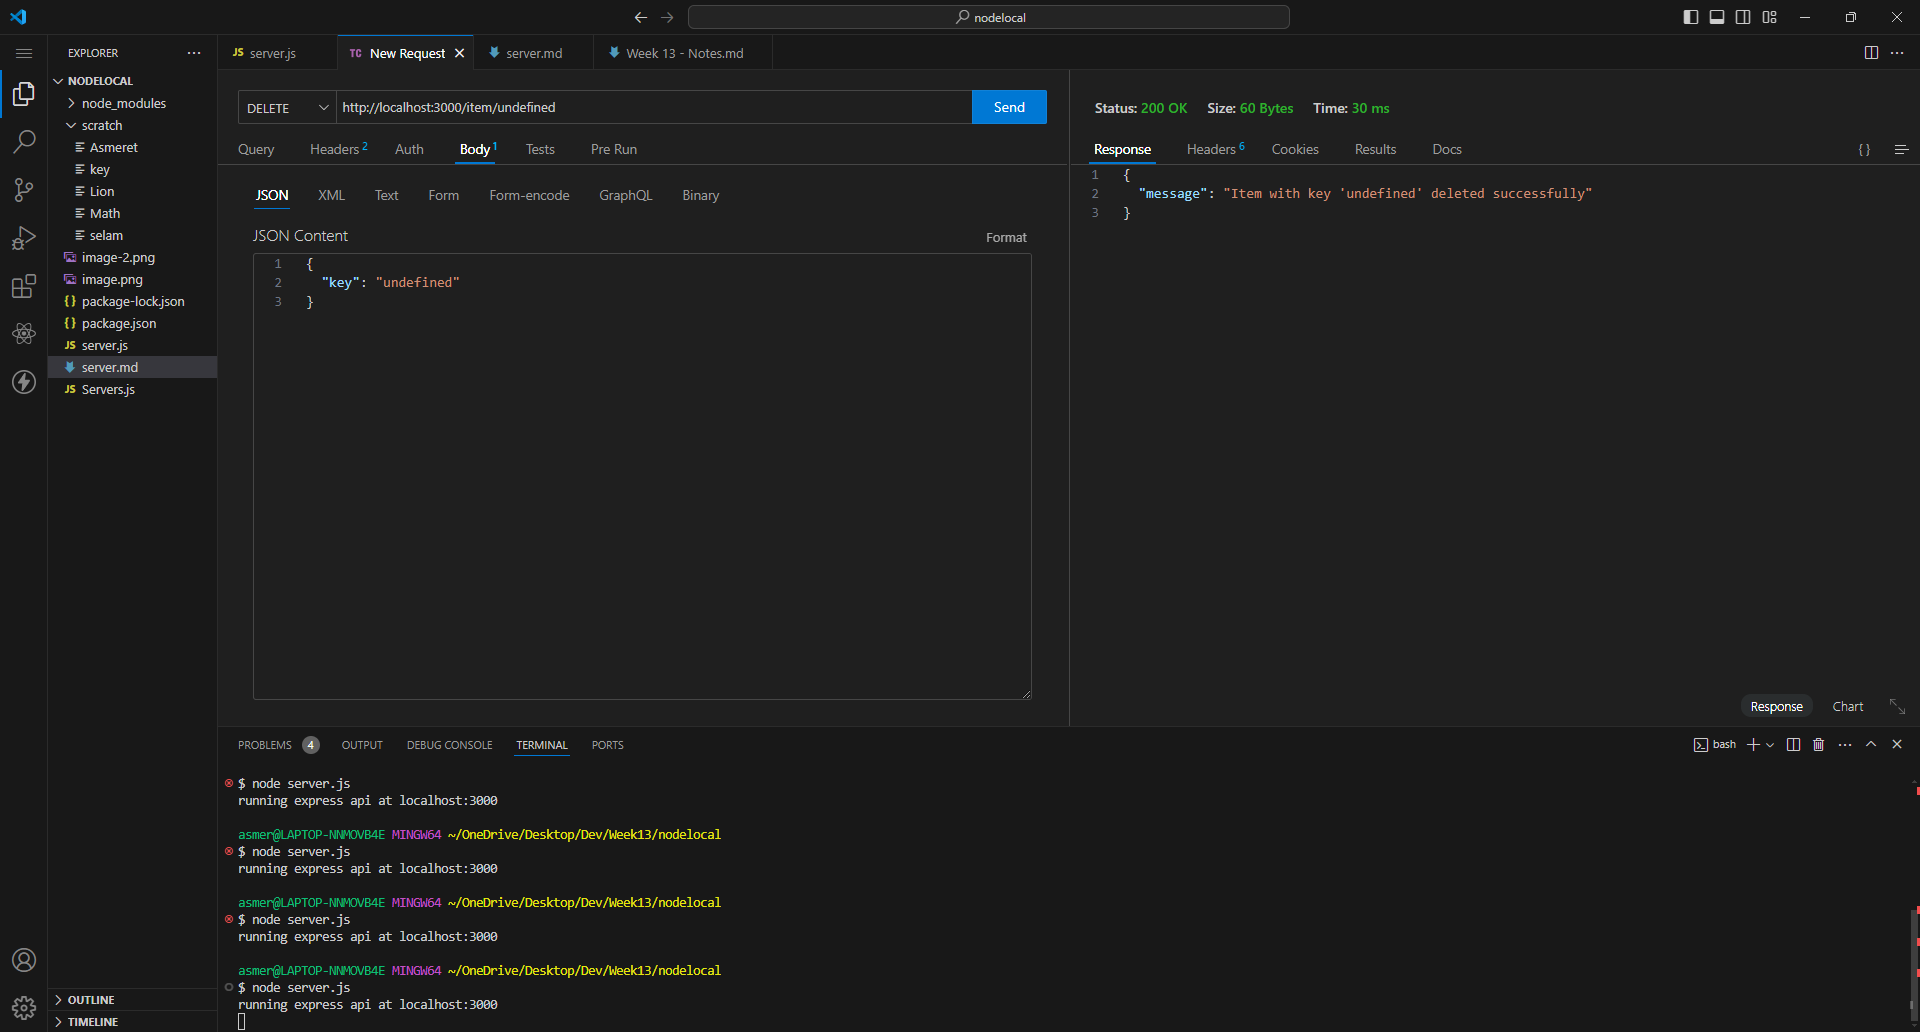 nodelocal
EXPLORER
NODELOCAL
node_modules
scratch
Asmeret
key
Lion
Math
selam
image-2.png
image.png
package-lock.json
package.json
server.js
server.md
Servers.js
OUTLINE
TIMELINE
JS server.js
TC New Request
server.md
Week 13 - Notes.md
DELETE
http://localhost:3000/item/undefined
Send
Query Headers 2 Auth Body 1 Tests Pre Run
JSON XML Text Form Form-encode GraphQL Binary
JSON Content
Format
1 {
2 "key": "undefined"
3 }
Status: 200 OK Size: 60 Bytes Time: 30 ms
Response Headers 6 Cookies Results Docs
{ }
1 {
2 "message": "Item with key 'undefined' deleted successfully"
3 }
Response Chart
PROBLEMS 4 OUTPUT DEBUG CONSOLE TERMINAL PORTS
bash
$ node server.js
running express api at localhost:3000
asmer@LAPTOP-NNMOVB4E MINGW64 ~/OneDrive/Desktop/Dev/Week13/nodelocal
$ node server.js
running express api at localhost:3000
asmer@LAPTOP-NNMOVB4E MINGW64 ~/OneDrive/Desktop/Dev/Week13/nodelocal
$ node server.js
running express api at localhost:3000
asmer@LAPTOP-NNMOVB4E MINGW64 ~/OneDrive/Desktop/Dev/Week13/nodelocal
$ node server.js
running express api at localhost:3000